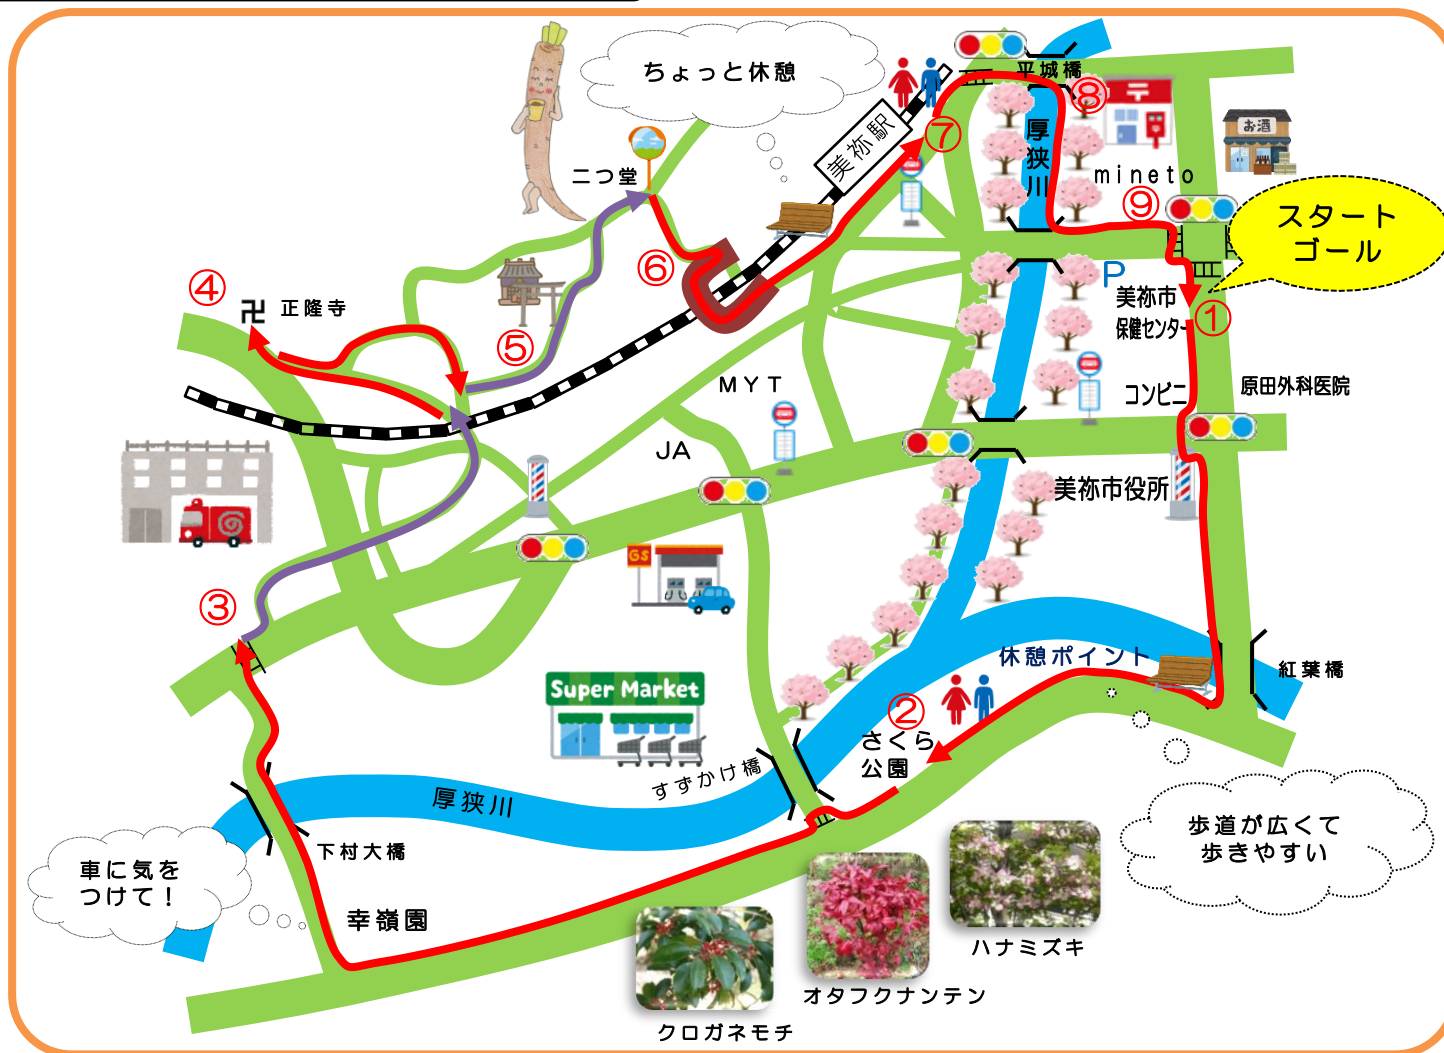 ちょっと休憩
平城橋
⑧
〒
お酒
美祢駅
⑦
厚狭川
二つ堂
mineto
⑨
スタート
ゴール
⑥
④
卍 正隆寺
P
美祢市
保健センター
①
⑤
MYT
コンビニ
原田外科医院
JA
美祢市役所
GS
③
休憩ポイント
紅葉橋
Super Market
②
さくら
公園
すずかけ橋
厚狭川
下村大橋
車に気を
つけて！
歩道が広くて
歩きやすい
幸嶺園
ハナミズキ
オタフクナンテン
クロガネモチ